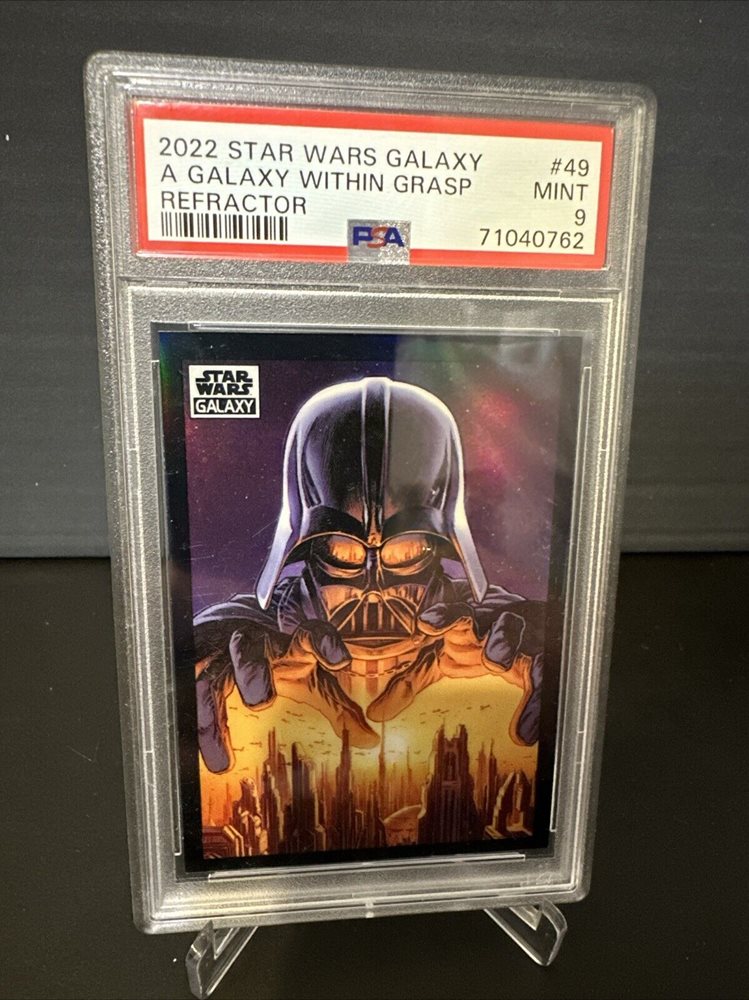 2022 STAR WARS GALAXY #49
A GALAXY WITHIN GRASP MINT
REFRACTOR 9
PSA 71040762
STAR
WARS
GALAXY